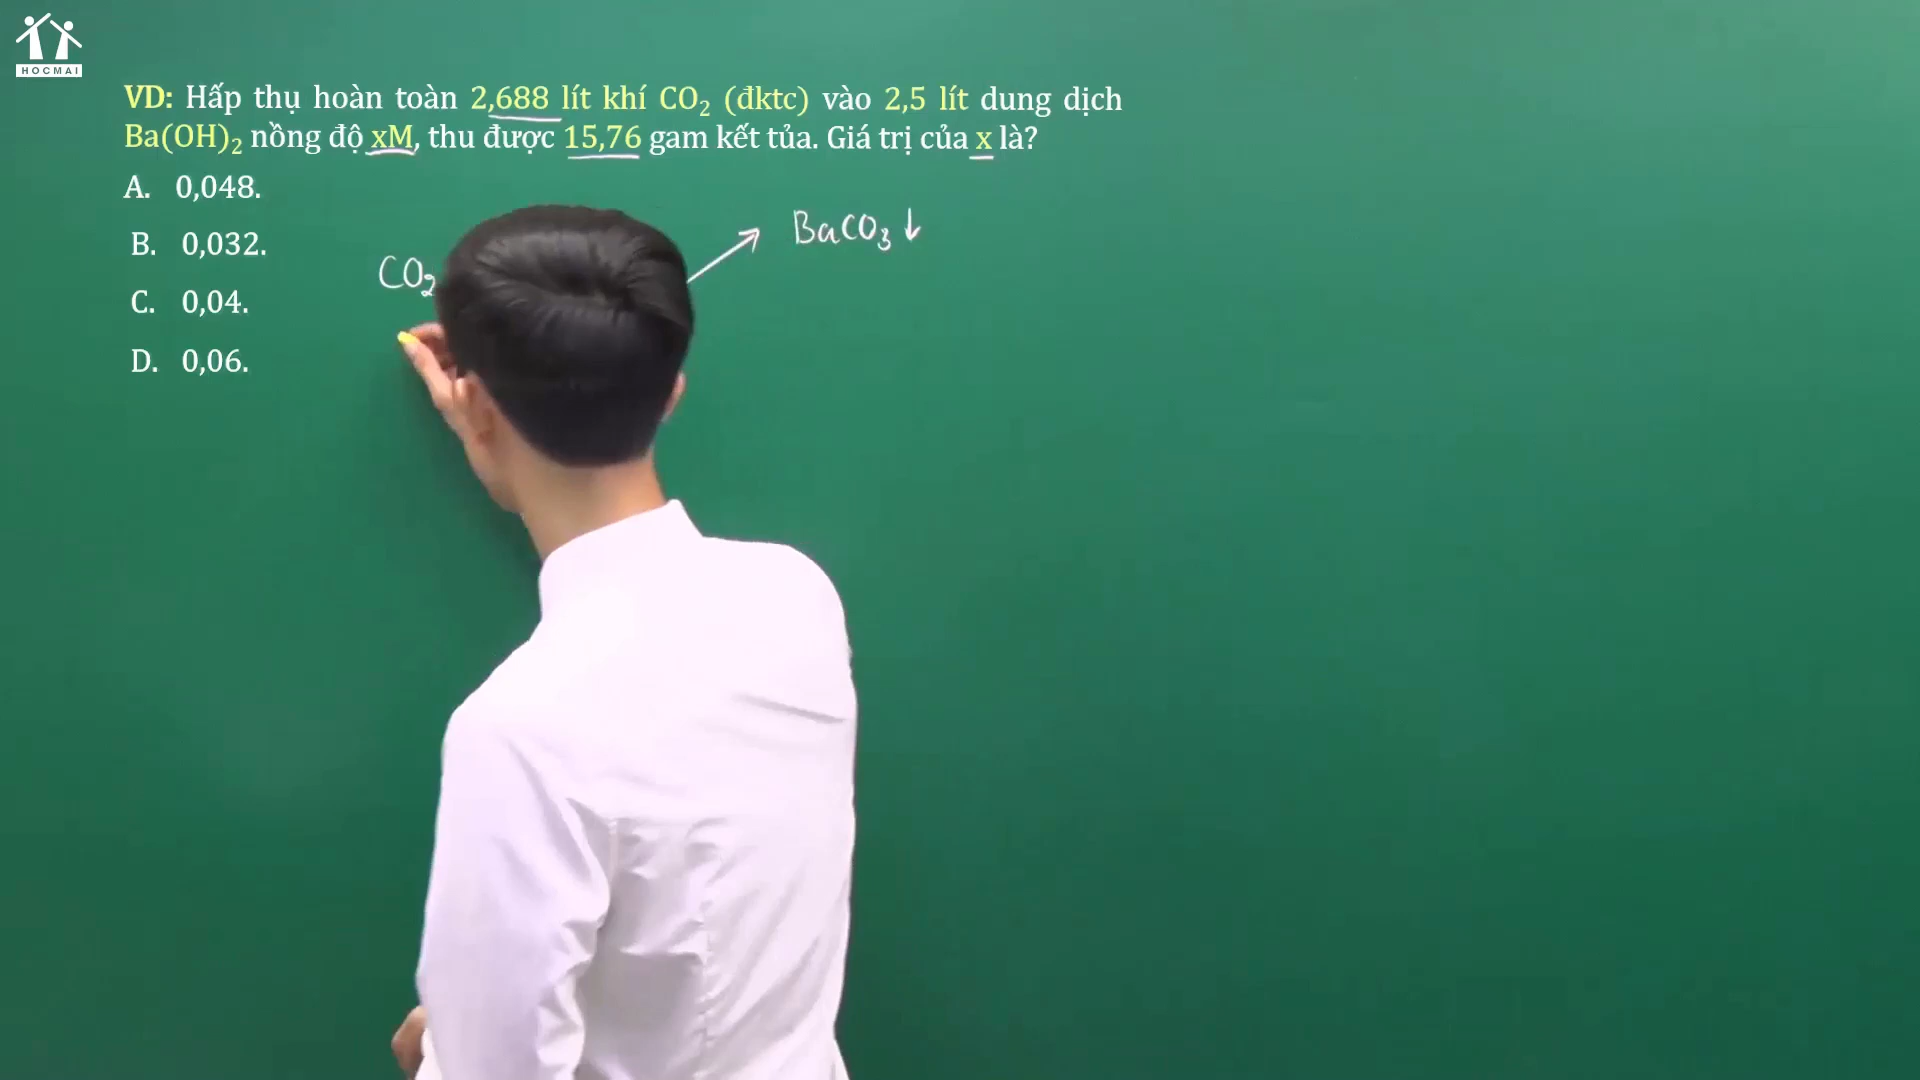 HOCMAI
VD: Hấp thụ hoàn toàn 2,688 lít khí CO₂ (đktc) vào 2,5 lít dung dịch
Ba(OH)₂ nồng độ xM, thu được 15,76 gam kết tủa. Giá trị của x là?
A. 0,048.
BaCO₃↓
B. 0,032.
CO₂
C. 0,04.
D. 0,06.